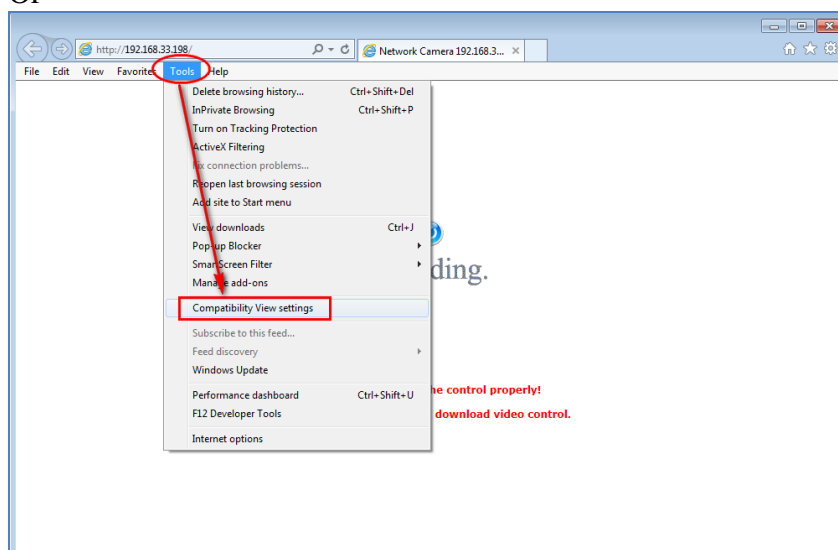 Or
http://192.168.33.198/
Network Camera 192.168.3...
File Edit View Favorites Tools Help
Delete browsing history... Ctrl+Shift+Del
InPrivate Browsing Ctrl+Shift+P
Turn on Tracking Protection
ActiveX Filtering
Fix connection problems...
Reopen last browsing session
Add site to Start menu
View downloads Ctrl+J
Pop-up Blocker
SmartScreen Filter
Manage add-ons
ding.
Compatibility View settings
Subscribe to this feed...
Feed discovery
Windows Update
Performance dashboard Ctrl+Shift+U
he control properly!
F12 Developer Tools
download video control.
Internet options